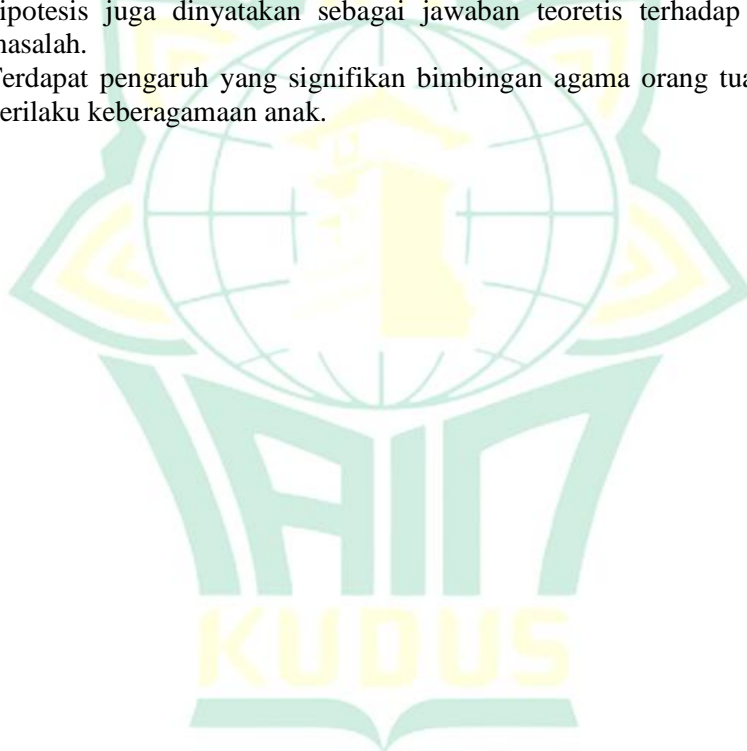 ipotesis juga dinyatakan sebagai jawaban teoretis terhadap
nasalah.
Terdapat pengaruh yang signifikan bimbingan agama orang tua
erilaku keberagamaan anak.
IAIN
KUDUS